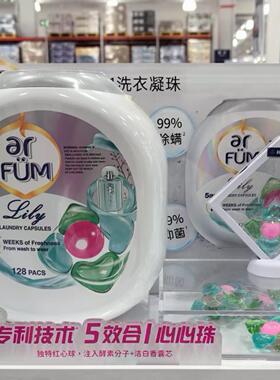 洗衣凝珠
99%
除螨
ar
FÜM
Lily
LAUNDRY CAPSULES
WEEKS of Freshness
From wash to wear
128 PACS
99%
抑菌
ar
FÜM
专利技术 5效合1心心珠
独特红心球，注入酵素分子+洁白香氛芯